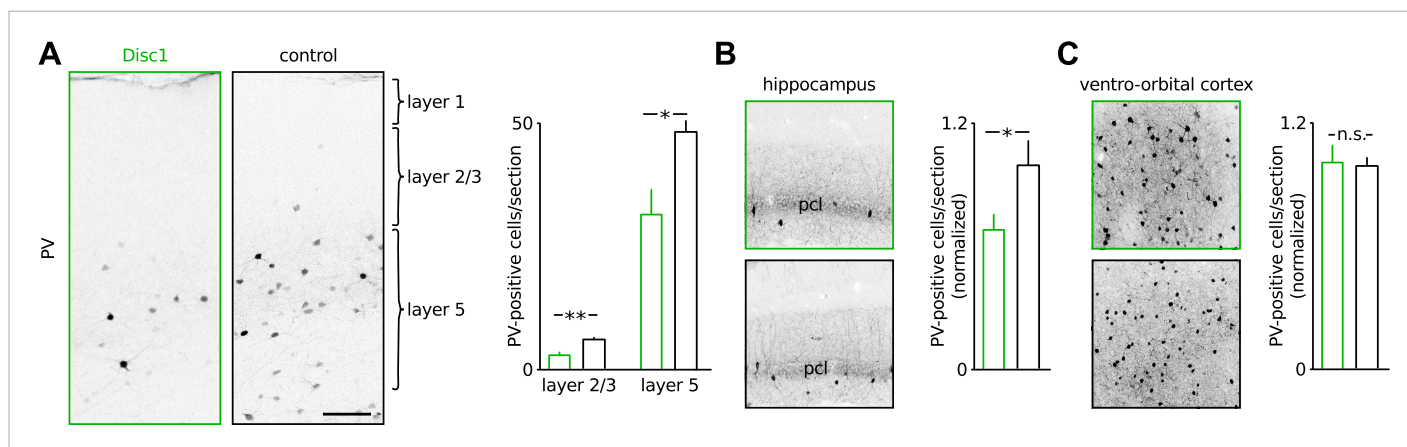 A
Disc1
control
PV
layer 1
layer 2/3
layer 5
PV-positive cells/section
50
0
**
*
layer 2/3
layer 5
B
hippocampus
pcl
pcl
PV-positive cells/section
(normalized)
1.2
0
*
C
ventro-orbital cortex
PV-positive cells/section
(normalized)
1.2
0
n.s.